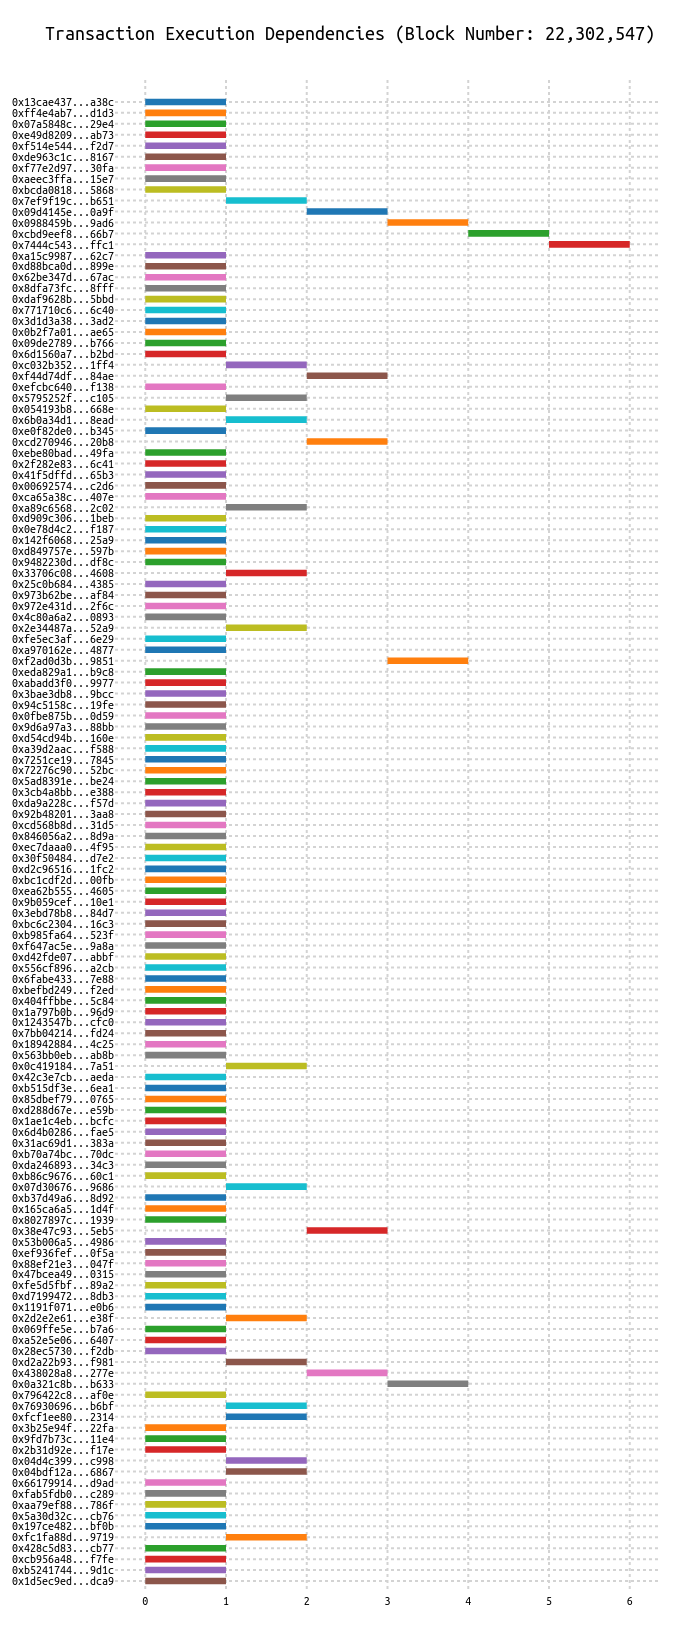 Transaction Execution Dependencies (Block Number: 22,302,547)
0x13cae437...a38c
0xff4e4ab7...d1d3
0x07a5848c...29e4
0xe49d8209...ab73
0xf514e544...f2d7
0xde963c1c...8167
0xf77e2d97...30fa
0xaeec3ffa...15e7
0xbcda0818...5868
0x7ef9f19c...b651
0x09d4145e...0a9f
0x0988459b...9ad6
0xcbd9eef8...66b7
0x7444c543...ffc1
0xa15c9987...62c7
0xd88bca0d...899e
0x62be347d...67ac
0x8dfa73fc...8fff
0xdaf9628b...5bbd
0x771710c6...6c40
0x3d1d3a38...3ad2
0x0b2f7a01...ae65
0x09de2789...b766
0x6d1560a7...b2bd
0xc032b352...1ff4
0xf44d74df...84ae
0xefcbc640...f138
0x5795252f...c105
0x054193b8...668e
0x6b0a34d1...8ead
0xe0f82de0...b345
0xcd270946...20b8
0xebe80bad...49fa
0x2f282e83...6c41
0x41f5dffd...65b3
0x00692574...c2d6
0xca65a38c...407e
0xa89c6568...2c02
0xd909c306...1beb
0x0e78d4c2...f187
0x142f6068...25a9
0xd849757e...597b
0x9482230d...df8c
0x33706c08...4608
0x25c0b684...4385
0x973b62be...af84
0x972e431d...2f6c
0x4c80a6a2...0893
0x2e34487a...52a9
0xfe5ec3af...6e29
0xa970162e...4877
0xf2ad0d3b...9851
0xeda829a1...b9c8
0xabadd3f0...9977
0x3bae3db8...9bcc
0x94c5158c...19fe
0x0fbe875b...0d59
0x9d6a97a3...88bb
0xd54cd94b...160e
0xa39d2aac...f588
0x7251ce19...7845
0x72276c90...52bc
0x5ad8391e...be24
0x3cb4a8bb...e388
0xda9a228c...f57d
0x92b48201...3aa8
0xcd568b8d...31d5
0x846056a2...8d9a
0xec7daaa0...4f95
0x30f50484...d7e2
0xd2c96516...1fc2
0xbc1cdf2d...00fb
0xea62b555...4605
0x9b059cef...10e1
0x3ebd78b8...84d7
0xbc6c2304...16c3
0xb985fa64...523f
0xf647ac5e...9a8a
0xd42fde07...abbf
0x556cf896...a2cb
0x6fabe433...7e88
0xbefbd249...f2ed
0x404ffbbe...5c84
0x1a797b0b...96d9
0x1243547b...cfc0
0x7bb04214...fd24
0x18942884...4c25
0x563bb0eb...ab8b
0x0c419184...7a51
0x42c3e7cb...aeda
0xb515df3e...6ea1
0x85dbef79...0765
0xd288d67e...e59b
0x1ae1c4eb...bcfc
0x6d4b0286...fae5
0x31ac69d1...383a
0xb70a74bc...70dc
0xda246893...34c3
0xb86c9676...60c1
0x07d30676...9686
0xb37d49a6...8d92
0x165ca6a5...1d4f
0x8027897c...1939
0x38e47c93...5eb5
0x53b006a5...4986
0xef936fef...0f5a
0x88ef21e3...047f
0x47bcea49...0315
0xfe5d5fbf...89a2
0xd7199472...8db3
0x1191f071...e0b6
0x2d2e2e61...e38f
0x069ffe5e...b7a6
0xa52e5e06...6407
0x28ec5730...f2db
0xd2a22b93...f981
0x438028a8...277e
0x0a321c8b...b633
0x796422c8...af0e
0x76930696...b6bf
0xfcf1ee80...2314
0x3b25e94f...22fa
0x9fd7b73c...11e4
0x2b31d92e...f17e
0x04d4c399...c998
0x04bdf12a...6867
0x66179914...d9ad
0xfab5fdb0...c289
0xaa79ef88...786f
0x5a30d32c...cb76
0x197ce482...bf0b
0xfc1fa88d...9719
0x428c5d83...cb77
0xcb956a48...f7fe
0xb5241744...9d1c
0x1d5ec9ed...dca9
0 1 2 3 4 5 6